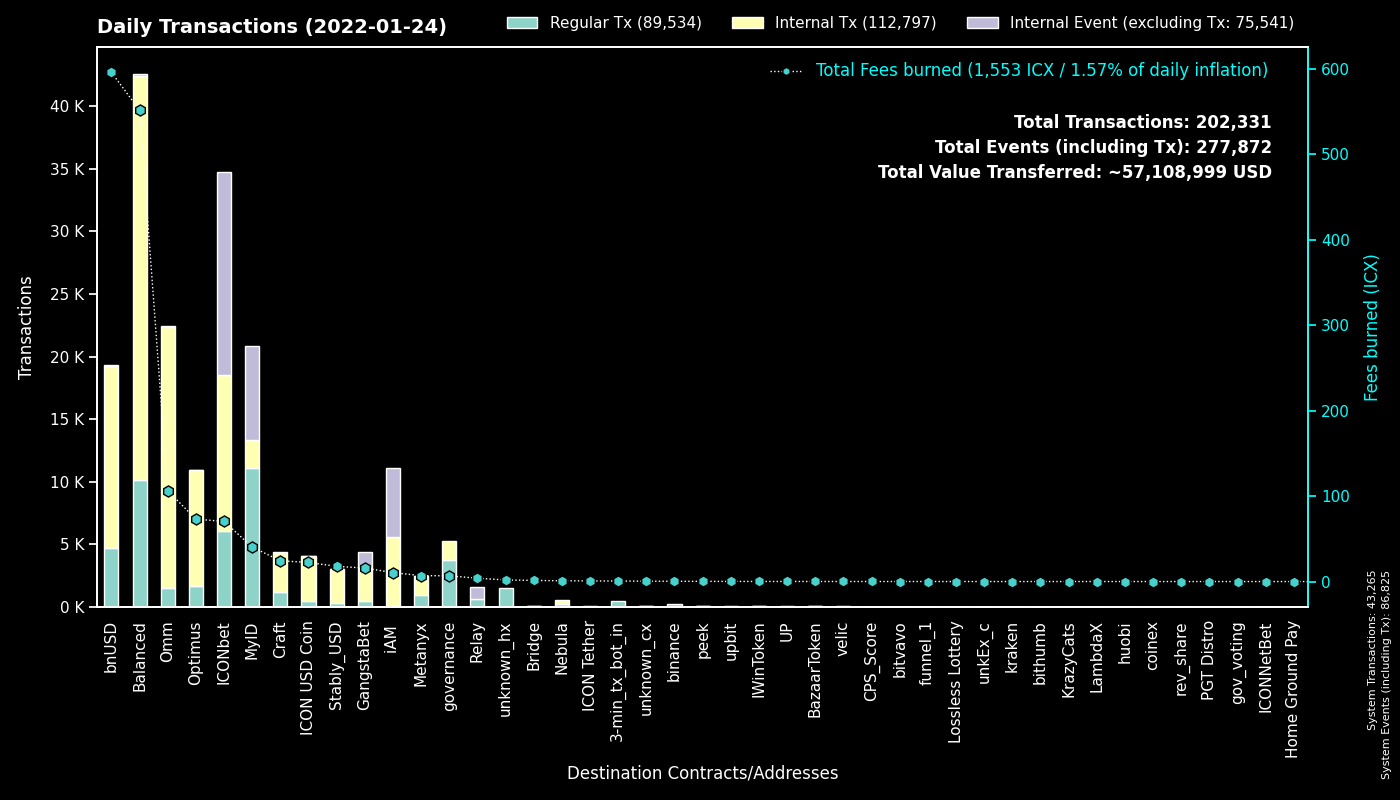 Daily Transactions (2022-01-24)
Regular Tx (89,534)
Internal Tx (112,797)
Internal Event (excluding Tx: 75,541)
Total Fees burned (1,553 ICX / 1.57% of daily inflation)
Total Transactions: 202,331
Total Events (including Tx): 277,872
Total Value Transferred: ~57,108,999 USD
Transactions
40 K
35 K
30 K
25 K
20 K
15 K
10 K
5 K
0 K
600
500
400
300
200
100
0
Fees burned (ICX)
bnUSD
Balanced
Omm
Optimus
ICONbet
MyID
Craft
ICON USD Coin
Stably_USD
GangstaBet
iAM
Metanyx
governance
Relay
unknown_hx
Bridge
Nebula
ICON Tether
3-min_tx_bot_in
unknown_cx
binance
peek
upbit
IWinToken
UP
BazaarToken
velic
CPS_Score
bitvavo
funnel_1
Lossless Lottery
unkEx_c
kraken
bithumb
KrazyCats
LambdaX
huobi
coinex
rev_share
PGT Distro
gov_voting
ICONNetBet
Home Ground Pay
Destination Contracts/Addresses
System Transactions: 43,265
System Events (including Tx): 86,825